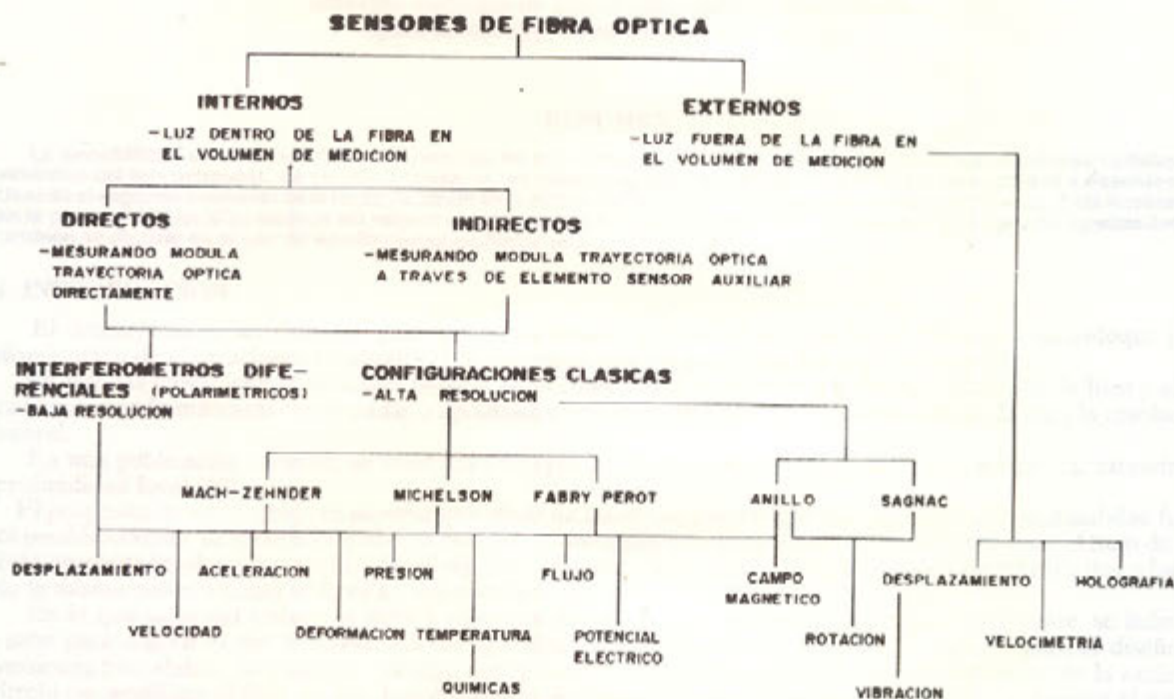 SENSORES DE FIBRA OPTICA
INTERNOS
-LUZ DENTRO DE LA FIBRA EN
EL VOLUMEN DE MEDICION
EXTERNOS
-LUZ FUERA DE LA FIBRA EN
EL VOLUMEN DE MEDICION
DIRECTOS
-MESURANDO MODULA
TRAYECTORIA OPTICA
DIRECTAMENTE
INDIRECTOS
-MESURANDO MODULA TRAYECTORIA OPTICA
A TRAVES DE ELEMENTO SENSOR AUXILIAR
INTERFEROMETROS DIFE-
RENCIALES (POLARIMETRICOS)
-BAJA RESOLUCION
CONFIGURACIONES CLASICAS
-ALTA RESOLUCION
MACH-ZEHNDER
MICHELSON
FABRY PEROT
ANILLO
SAGNAC
DESPLAZAMIENTO
ACELERACION
PRESION
FLUJO
CAMPO
MAGNETICO
DESPLAZAMIENTO
HOLOGRAFIA
VELOCIDAD
DEFORMACION
TEMPERATURA
POTENCIAL
ELECTRICO
ROTACION
VELOCIMETRIA
QUIMICAS
VIBRACION